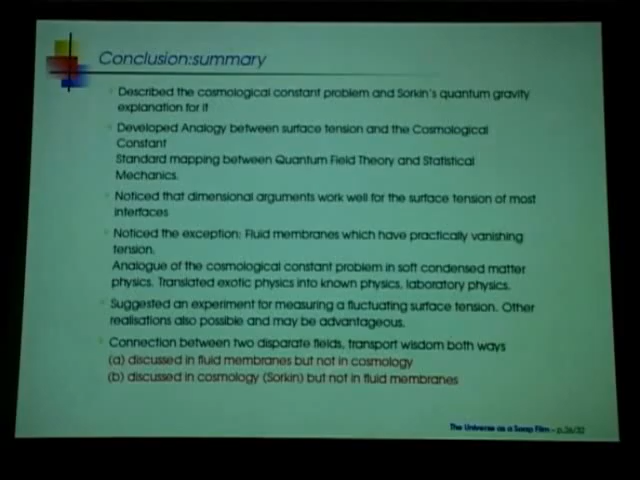 Conclusion:summary
Described the cosmological constant problem and Sorkin's quantum gravity
explanation for it
Developed Analogy between surface tension and the Cosmological
Constant
Standard mapping between Quantum Field Theory and Statistical
Mechanics.
Noticed that dimensional arguments work well for the surface tension of most
interfaces
Noticed the exception: Fluid membranes which have practically vanishing
tension.
Analogue of the cosmological constant problem in soft condensed matter
physics. Translated exotic physics into known physics, laboratory physics.
Suggested an experiment for measuring a fluctuating surface tension. Other
realisations also possible and may be advantageous.
Connection between two disparate fields, transport wisdom both ways
(a) discussed in fluid membranes but not in cosmology
(b) discussed in cosmology (Sorkin) but not in fluid membranes
The Universe as a Soap Film – p.26/32